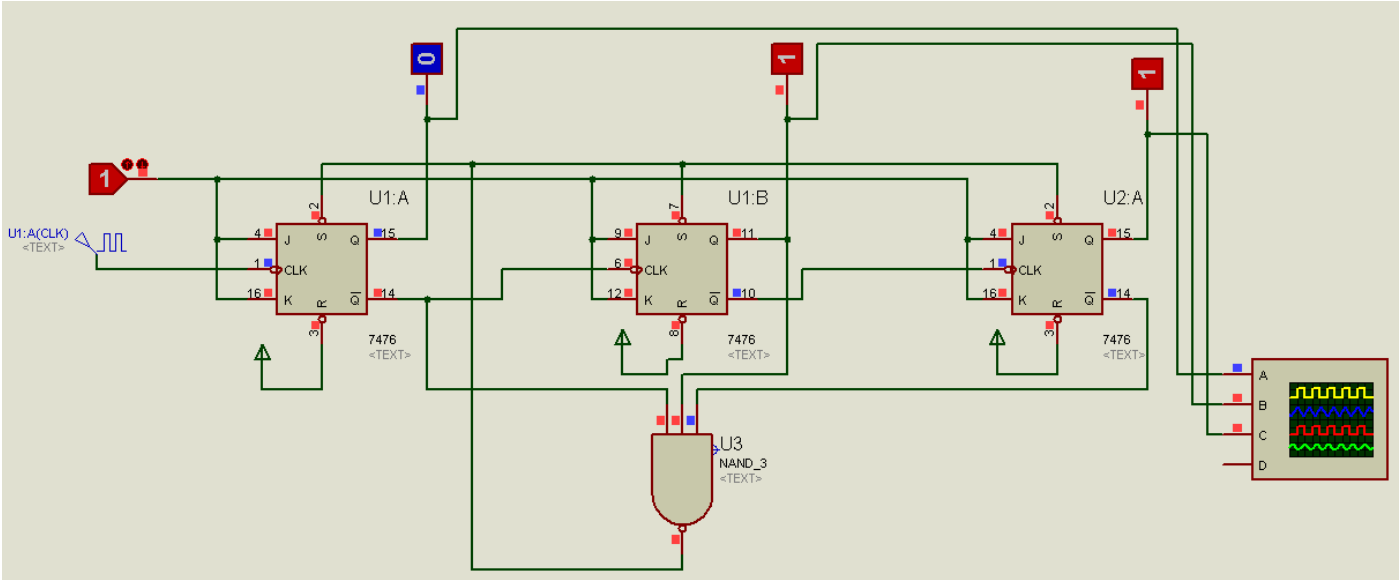 0
1
1
1
U1:A
U1:B
U2:A
U1:A(CLK)
<TEXT>
2
4 J S Q 15
1 CLK
16 K R Q 14
3
7476
<TEXT>
7
9 J S Q 11
6 CLK
12 K R Q 10
8
7476
<TEXT>
2
4 J S Q 15
1 CLK
16 K R Q 14
3
7476
<TEXT>
U3
NAND_3
<TEXT>
A
B
C
D